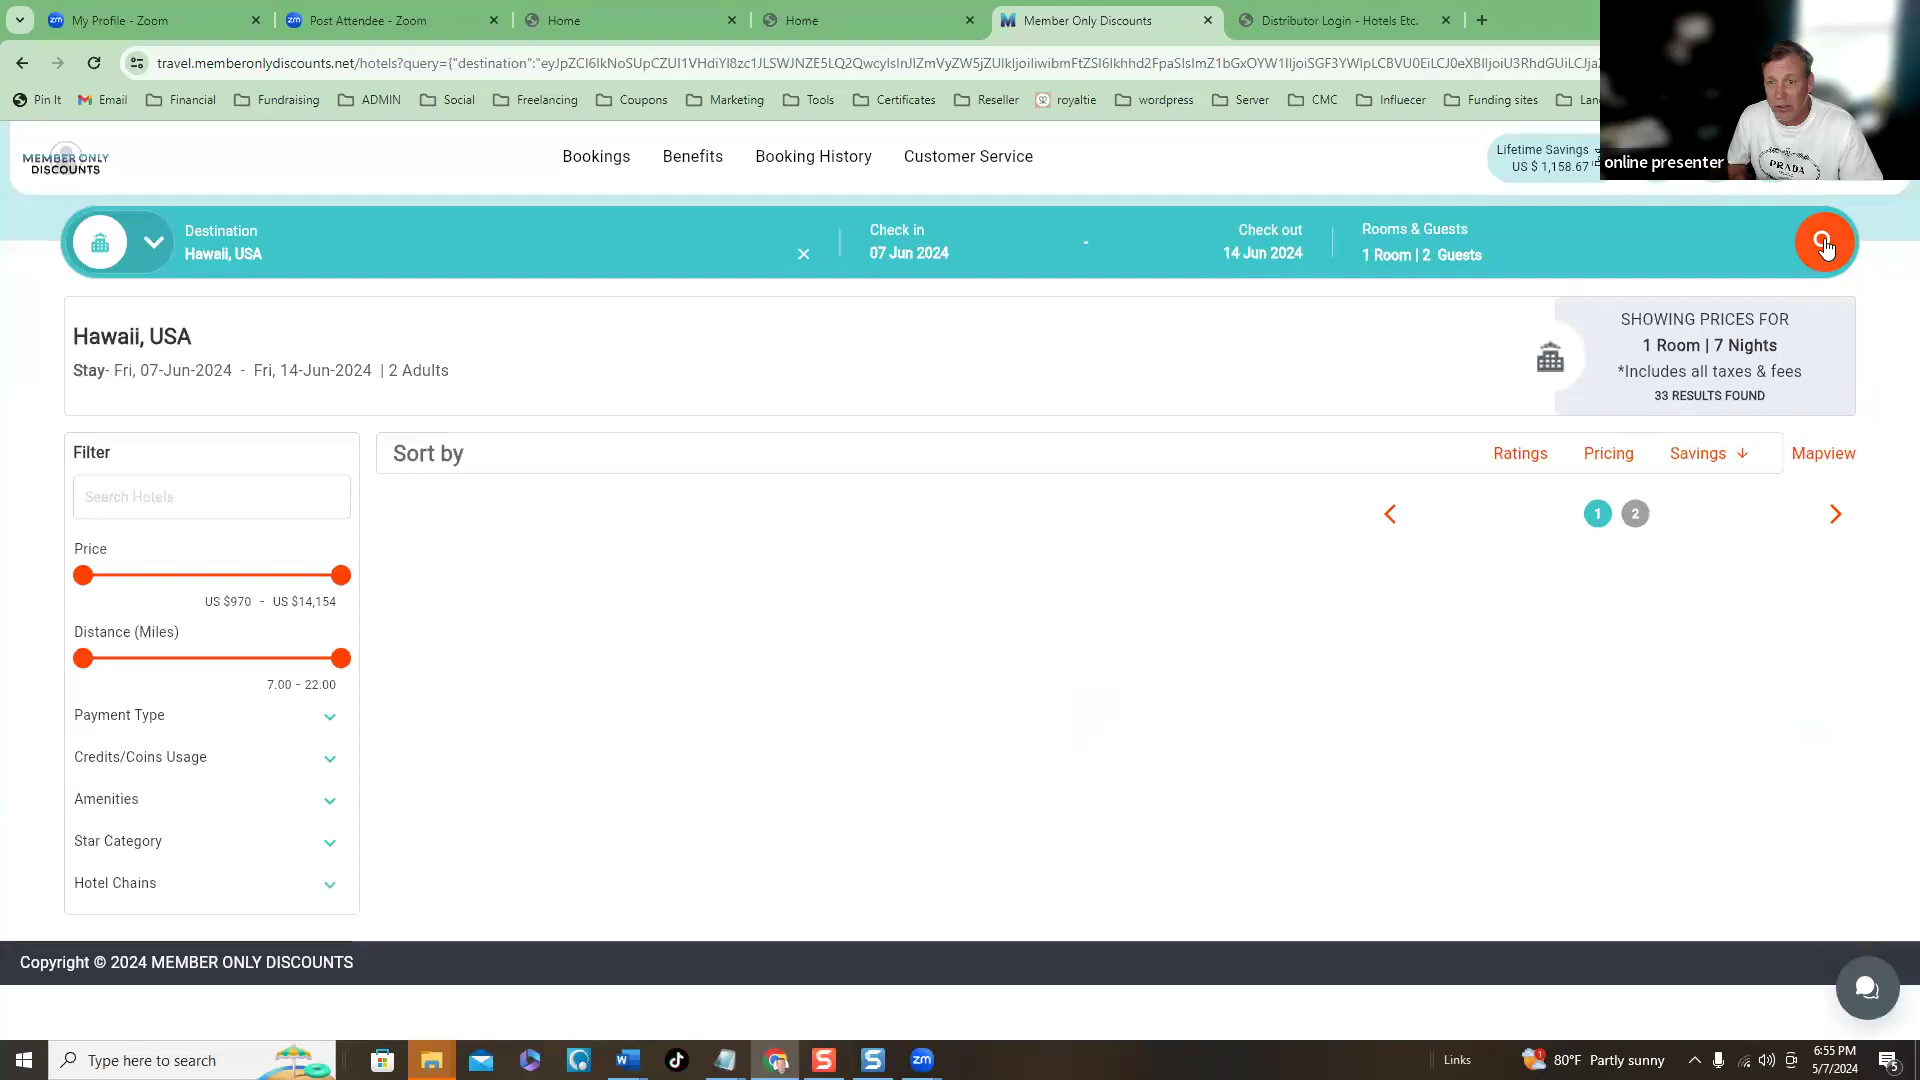 My Profile - Zoom
Post Attendee - Zoom
Home
Home
Member Only Discounts
Distributor Login - Hotels Etc.
Pin It
Email
Financial
Fundraising
ADMIN
Social
Freelancing
Coupons
Marketing
Tools
Certificates
Reseller
royaltie
wordpress
Server
CMC
Influecer
Funding sites
MEMBER ONLY
DISCOUNTS
Bookings
Benefits
Booking History
Customer Service
Lifetime Savings
US $ 1,158.67
online presenter
PRADA
Destination
Hawaii, USA
Check in
07 Jun 2024
-
Check out
14 Jun 2024
Rooms & Guests
1 Room | 2 Guests
Hawaii, USA
Stay- Fri, 07-Jun-2024 - Fri, 14-Jun-2024 | 2 Adults
SHOWING PRICES FOR
1 Room | 7 Nights
*Includes all taxes & fees
33 RESULTS FOUND
Filter
Search Hotels
Price
US $970 - US $14,154
Distance (Miles)
7.00 - 22.00
Payment Type
Credits/Coins Usage
Amenities
Star Category
Hotel Chains
Sort by
Ratings
Pricing
Savings
Mapview
1
2
Copyright © 2024 MEMBER ONLY DISCOUNTS
Type here to search
Links
80°F Partly sunny
6:55 PM
5/7/2024
5